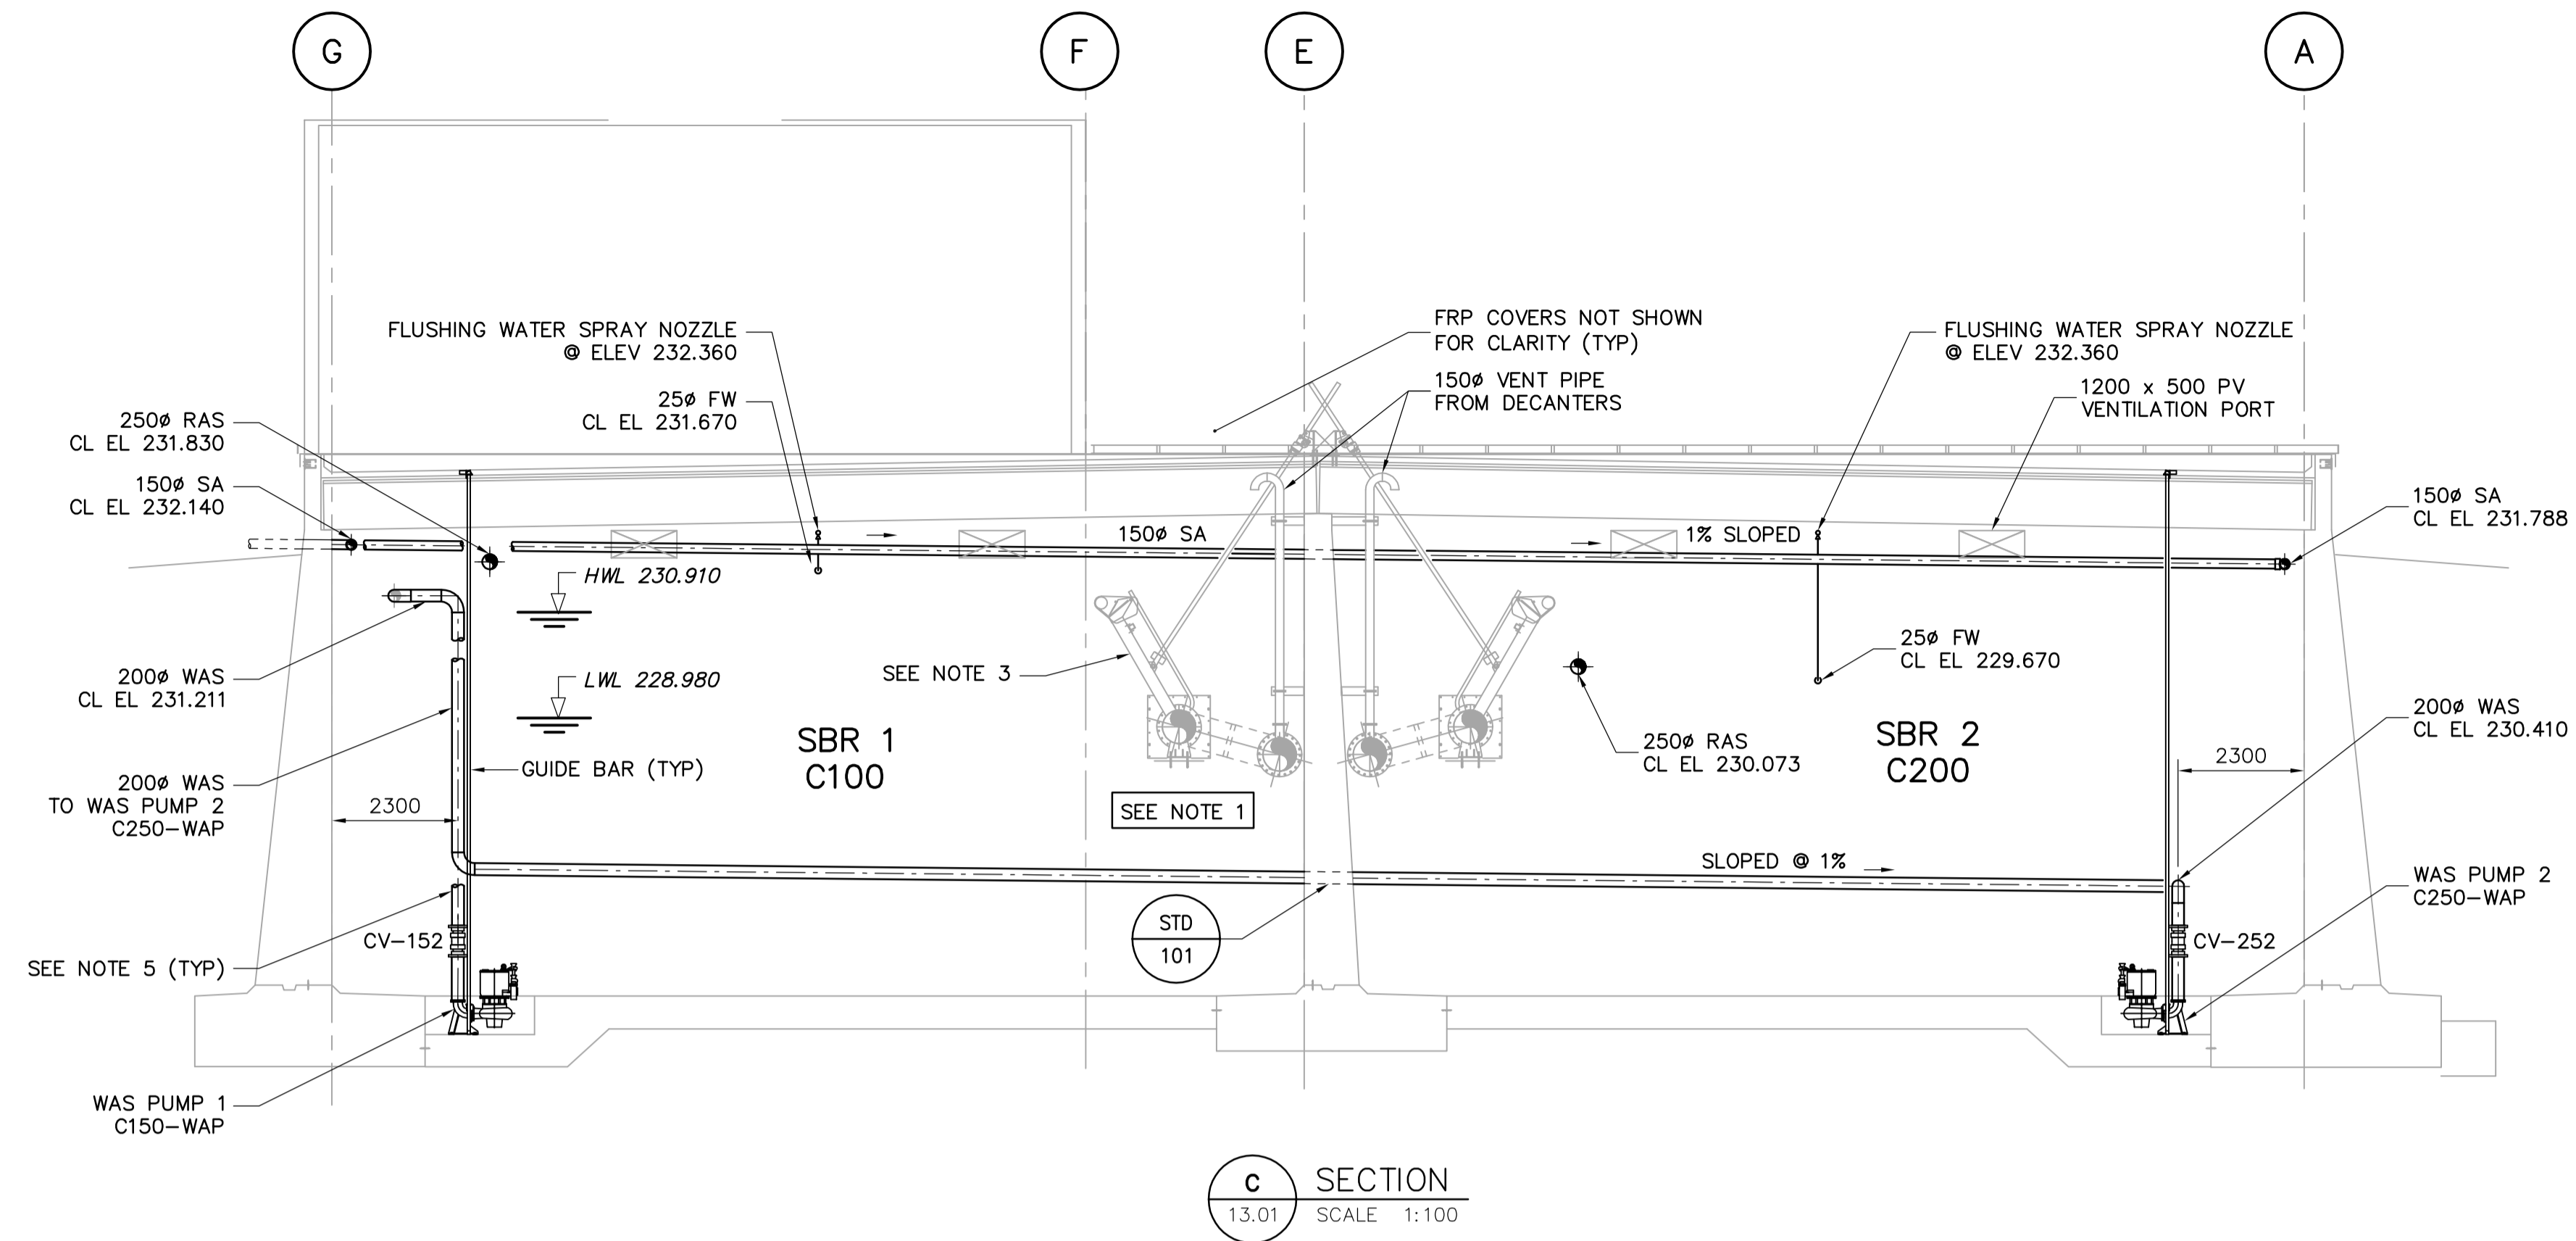 G
F
E
A
FLUSHING WATER SPRAY NOZZLE
@ ELEV 232.360
25ø FW
CL EL 231.670
250ø RAS
CL EL 231.830
150ø SA
CL EL 232.140
FRP COVERS NOT SHOWN
FOR CLARITY (TYP)
150ø VENT PIPE
FROM DECANTERS
FLUSHING WATER SPRAY NOZZLE
@ ELEV 232.360
1200 x 500 PV
VENTILATION PORT
150ø SA
CL EL 231.788
150ø SA
1% SLOPED
HWL 230.910
LWL 228.980
200ø WAS
CL EL 231.211
SEE NOTE 3
25ø FW
CL EL 229.670
250ø RAS
CL EL 230.073
SBR 1
C100
SBR 2
C200
200ø WAS
CL EL 230.410
GUIDE BAR (TYP)
200ø WAS
TO WAS PUMP 2
C250-WAP
2300
2300
SEE NOTE 1
SLOPED @ 1%
WAS PUMP 2
C250-WAP
STD
101
CV-152
CV-252
SEE NOTE 5 (TYP)
WAS PUMP 1
C150-WAP
C
13.01
SECTION
SCALE 1:100